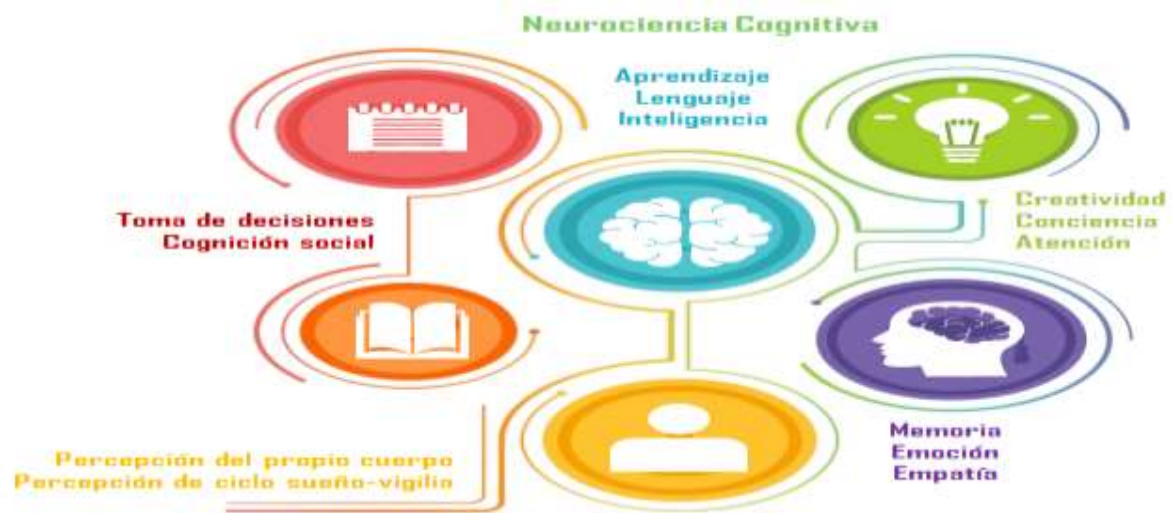 Neurociencia Cognitiva
Aprendizaje
Lenguaje
Inteligencia
Toma de decisiones
Cognición social
Creatividad
Conciencia
Atención
Percepción del propio cuerpo
Percepción de ciclo sueño-vigilia
Memoria
Emoción
Empatía